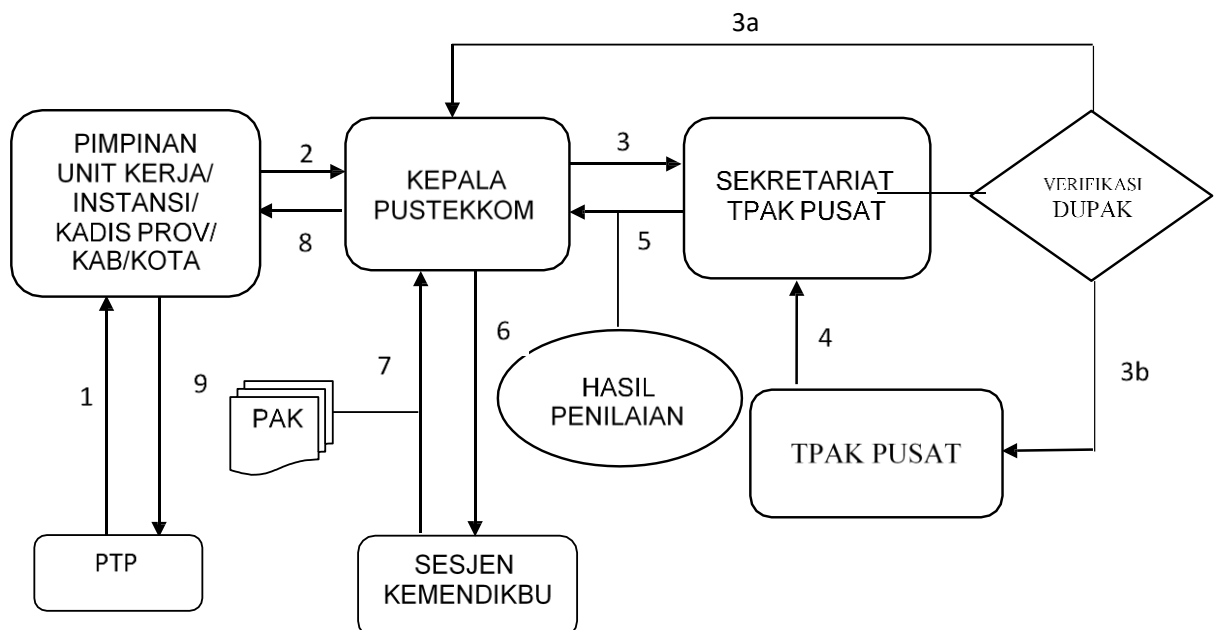 3a
PIMPINAN
UNIT KERJA/
INSTANSI/
KADIS PROV/
KAB/KOTA
2
8
KEPALA
PUSTEKKOM
3
5
SEKRETARIAT
TPAK PUSAT
VERIFIKASI
DUPAK
1
9
PAK
7
6
HASIL
PENILAIAN
4
3b
TPAK PUSAT
PTP
SESJEN
KEMENDIKBU